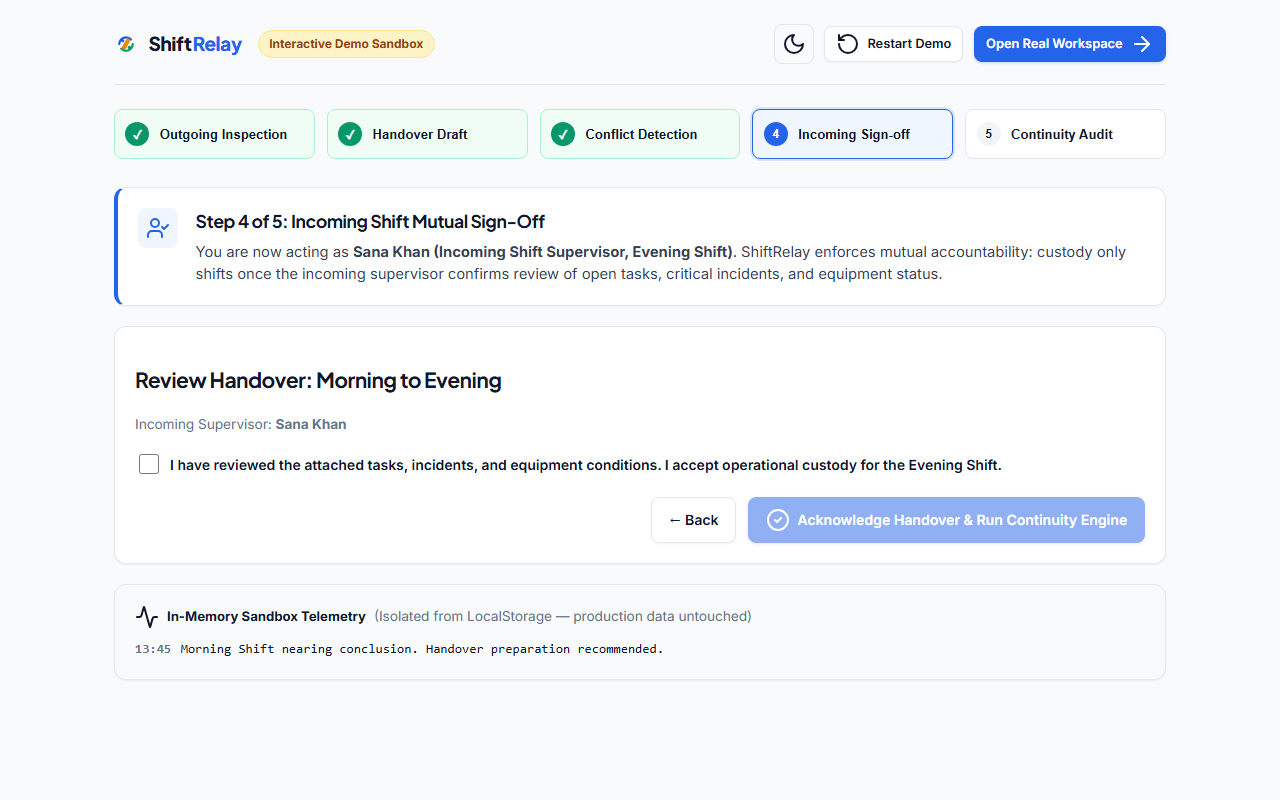 ShiftRelay Interactive Demo Sandbox Restart Demo Open Real Workspace
Outgoing Inspection Handover Draft Conflict Detection 4 Incoming Sign-off 5 Continuity Audit
Step 4 of 5: Incoming Shift Mutual Sign-Off
You are now acting as Sana Khan (Incoming Shift Supervisor, Evening Shift). ShiftRelay enforces mutual accountability: custody only
shifts once the incoming supervisor confirms review of open tasks, critical incidents, and equipment status.
Review Handover: Morning to Evening
Incoming Supervisor: Sana Khan
I have reviewed the attached tasks, incidents, and equipment conditions. I accept operational custody for the Evening Shift.
← Back Acknowledge Handover & Run Continuity Engine
In-Memory Sandbox Telemetry (Isolated from LocalStorage — production data untouched)
13:45 Morning Shift nearing conclusion. Handover preparation recommended.